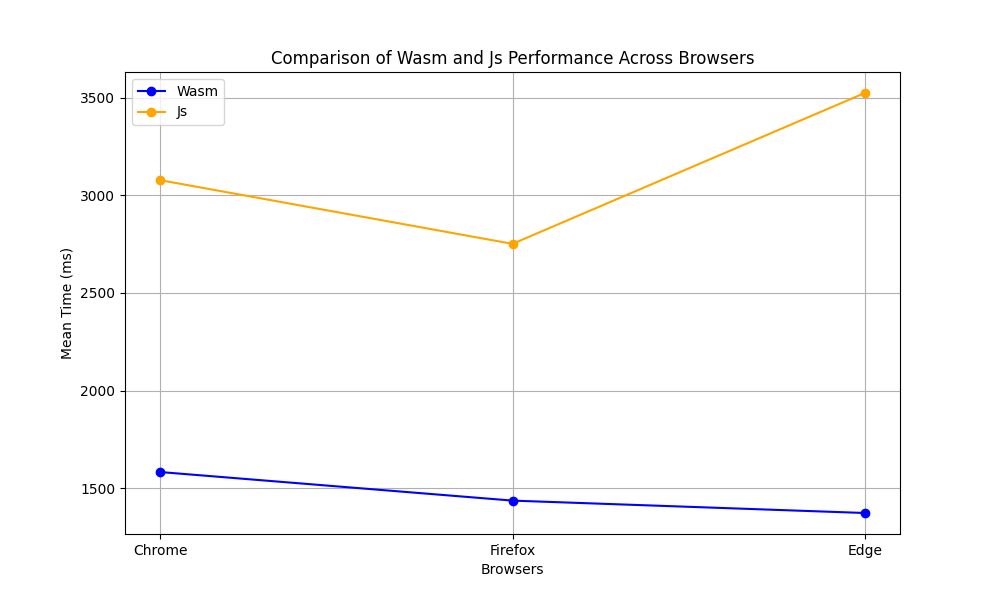 Comparison of Wasm and Js Performance Across Browsers
Wasm
Js
3500
3000
2500
2000
1500
Mean Time (ms)
Chrome
Firefox
Edge
Browsers